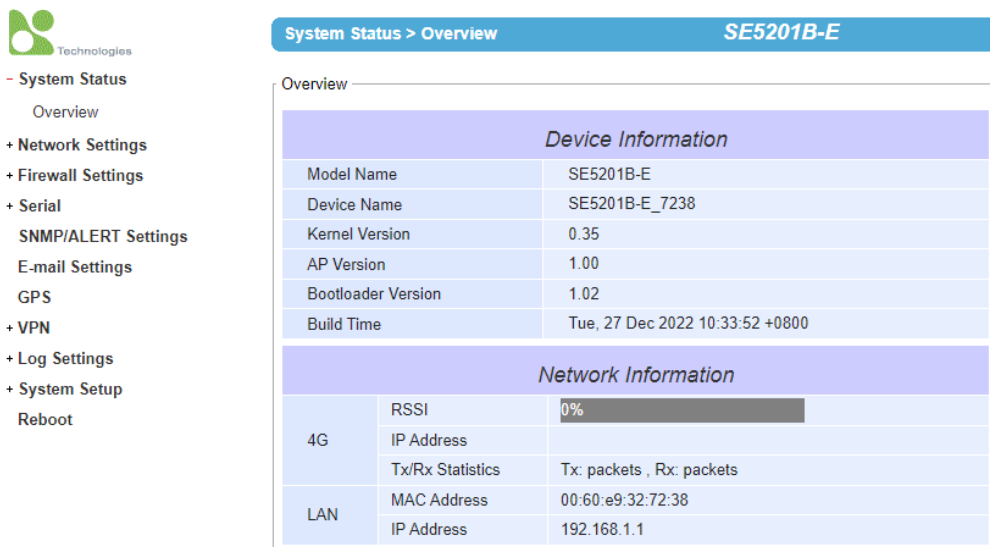 Technologies
- System Status
Overview
+ Network Settings
+ Firewall Settings
+ Serial
SNMP/ALERT Settings
E-mail Settings
GPS
+ VPN
+ Log Settings
+ System Setup
Reboot
System Status > Overview SE5201B-E
Overview
Device Information
Model Name SE5201B-E
Device Name SE5201B-E_7238
Kernel Version 0.35
AP Version 1.00
Bootloader Version 1.02
Build Time Tue, 27 Dec 2022 10:33:52 +0800
Network Information
4G
RSSI 0%
IP Address
Tx/Rx Statistics Tx: packets , Rx: packets
LAN
MAC Address 00:60:e9:32:72:38
IP Address 192.168.1.1